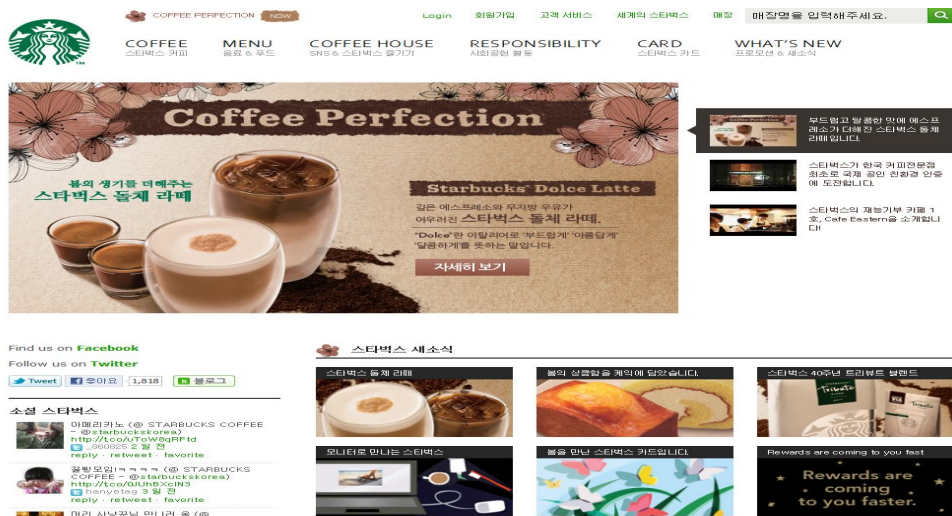 COFFEE PERFECTION NOW
Login 회원가입 고객 서비스 세계의 스타벅스 매장 매장명을 입력해주세요.
COFFEE MENU COFFEE HOUSE RESPONSIBILITY CARD WHAT'S NEW
스타벅스 커피 음료 & 푸드 SNS & 스타벅스 즐기기 사회공헌 활동 스타벅스 카드 프로모션 & 새소식
Coffee Perfection
봄의 생기를 더해주는
스타벅스 돌체 라떼
Starbucks™ Dolce Latte
깊은 에스프레소와 무지방 우유가
어우러진 스타벅스 돌체 라떼.
"Dolce"란 이탈리어로 '부드럽게' '아름답게'
'달콤하게'를 뜻하는 말입니다.
자세히 보기
Coffee Perfection
부드럽고 달콤한 맛에 에스프
레소가 더해진 스타벅스 돌체
라떼입니다.
스타벅스가 한국 커피전문점
최초로 국제 공인 친환경 인증
에 도전합니다.
스타벅스의 재능기부 카페 1
호, Cafe Eastern을 소개합니
다!
Find us on Facebook
Follow us on Twitter
Tweet 좋아요 1,818 블로그
소셜 스타벅스
아메리카노 (@ STARBUCKS COFFEE
- @starbuckskorea)
http://t.co/uToW8qRFtd
_860825 2 일 전
reply · retweet · favorite
꿀빵모임!ㅋㅋㅋㅋ (@ STARBUCKS
COFFEE - @starbuckskorea)
hanyetag 3 일 전
reply · retweet · favorite
스타벅스 새소식
스타벅스 돌체 라떼
봄의 상큼함을 케익에 담았습니다.
스타벅스 40주년 트리뷰트 블렌드
Tribute
VIA
Tribute
모니터로 만나는 스타벅스
봄을 만난 스타벅스 카드입니다.
Rewards are coming to you fast
Rewards are
coming
to you faster.